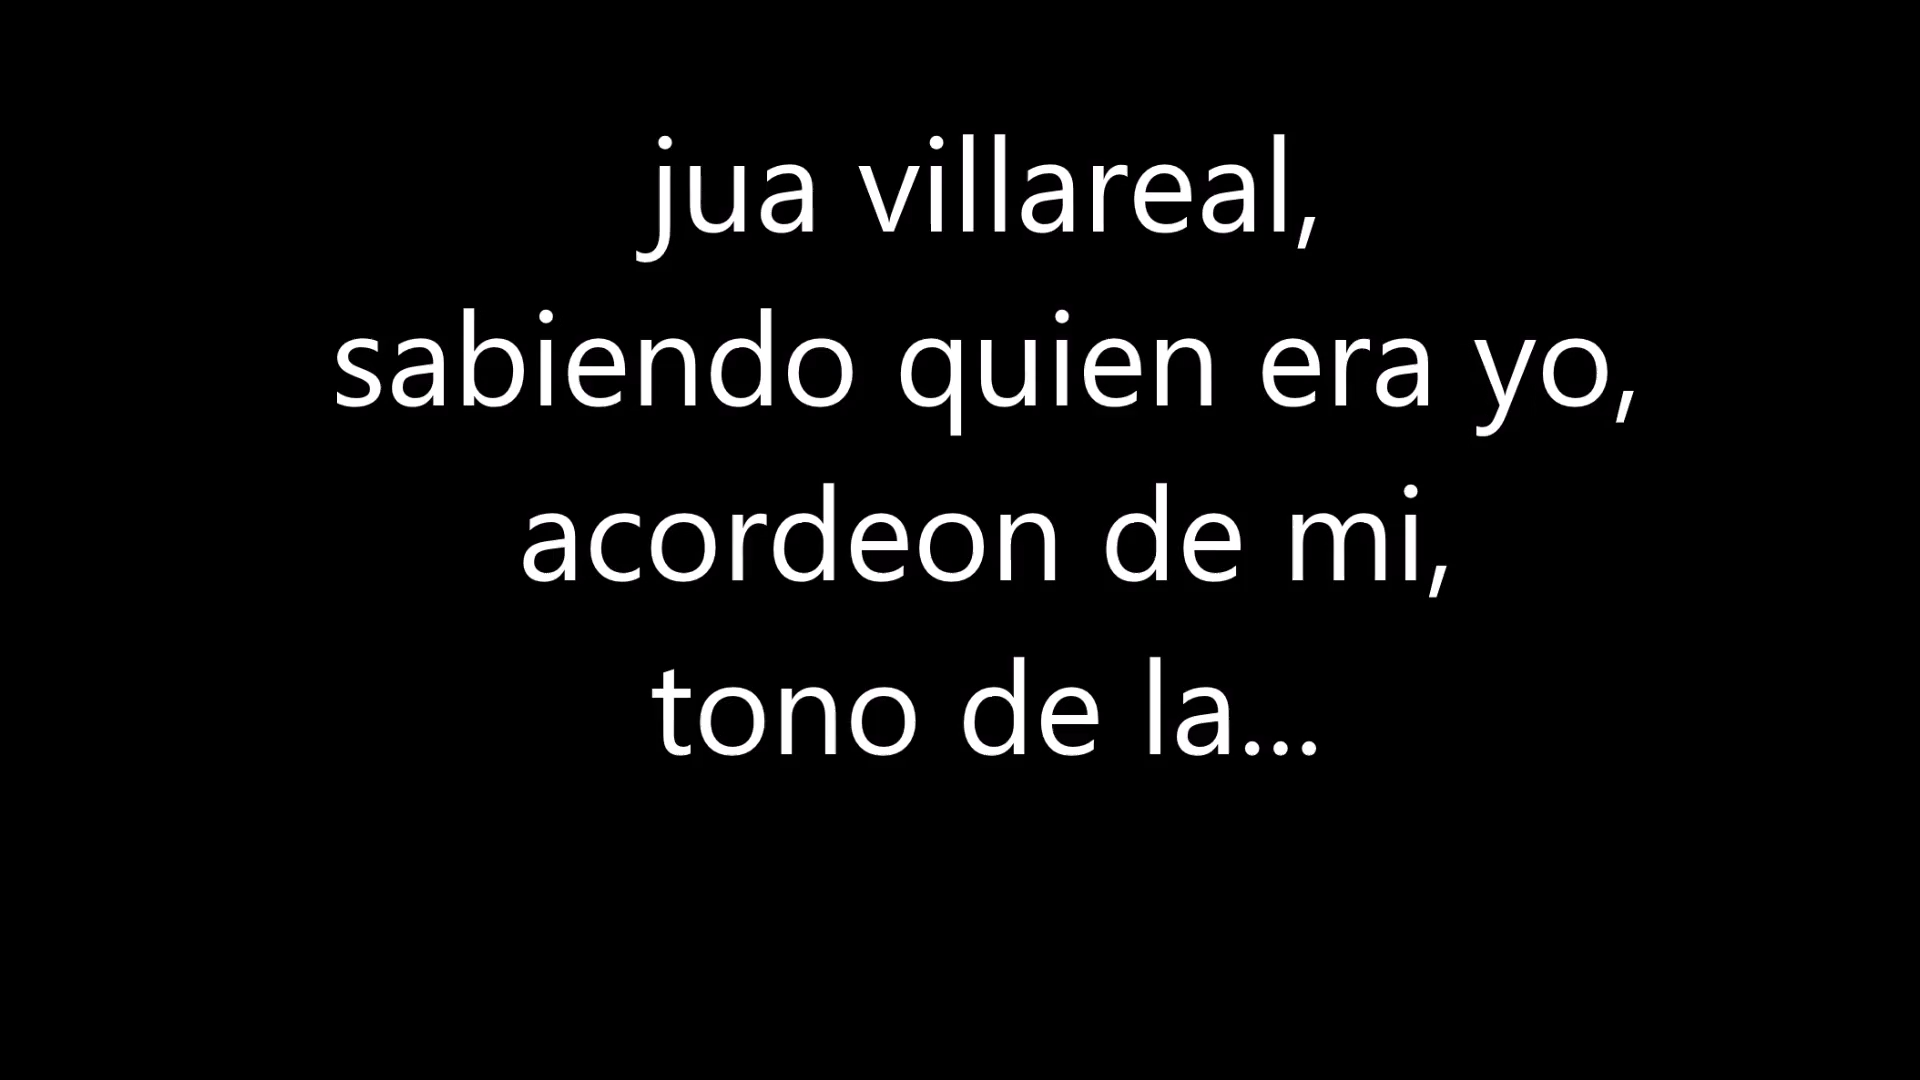 jua villareal,
sabiendo quien era yo,
acordeon de mi,
tono de la...